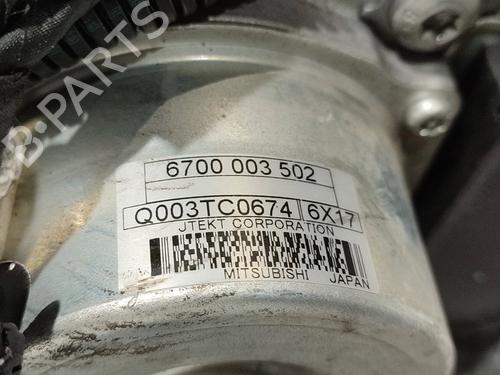 B-PARTS
6700 003 502
Q003TC0674 6X17
JTEKT CORPORATION
MITSUBISHI JAPAN